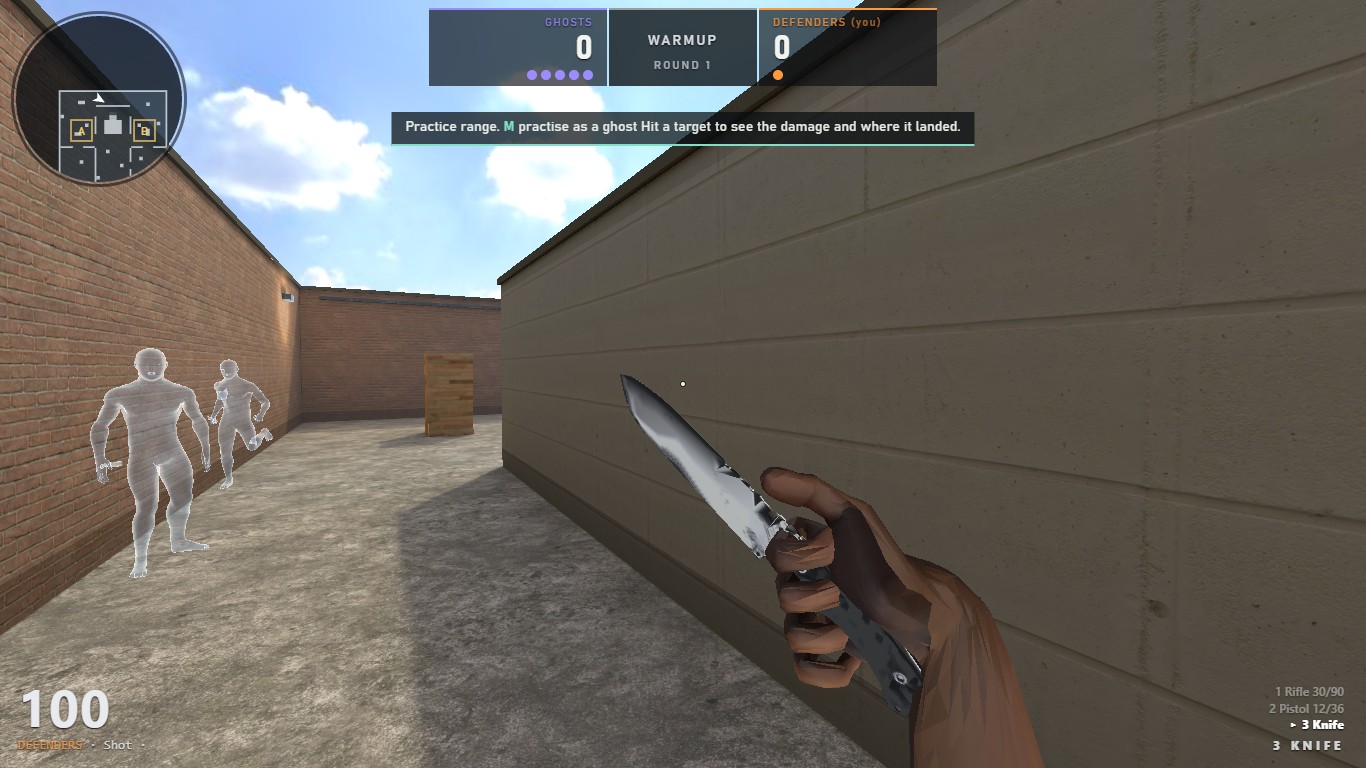 GHOSTS
0
WARMUP
ROUND 1
DEFENDERS (you)
0
Practice range. M practise as a ghost Hit a target to see the damage and where it landed.
A
B
100
DEFENDERS · Shot ·
1 Rifle 30/90
2 Pistol 12/36
▸ 3 Knife
3 KNIFE